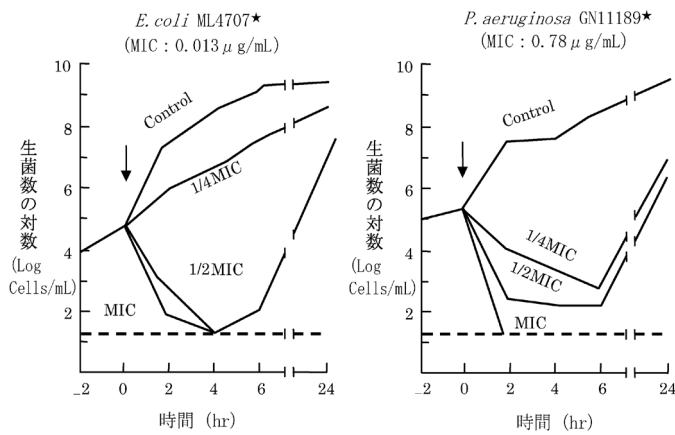 E.coli ML4707★
(MIC：0.013μg/mL)
10
8
6
4
2
生菌数の対数
(Log
Cells/mL)
Control
1/4MIC
1/2MIC
MIC
−2 0 2 4 6 24
時間 (hr)
P.aeruginosa GN11189★
(MIC：0.78μg/mL)
10
8
6
4
2
生菌数の対数
(Log
Cells/mL)
Control
1/4MIC
1/2MIC
MIC
−2 0 2 4 6 24
時間 (hr)